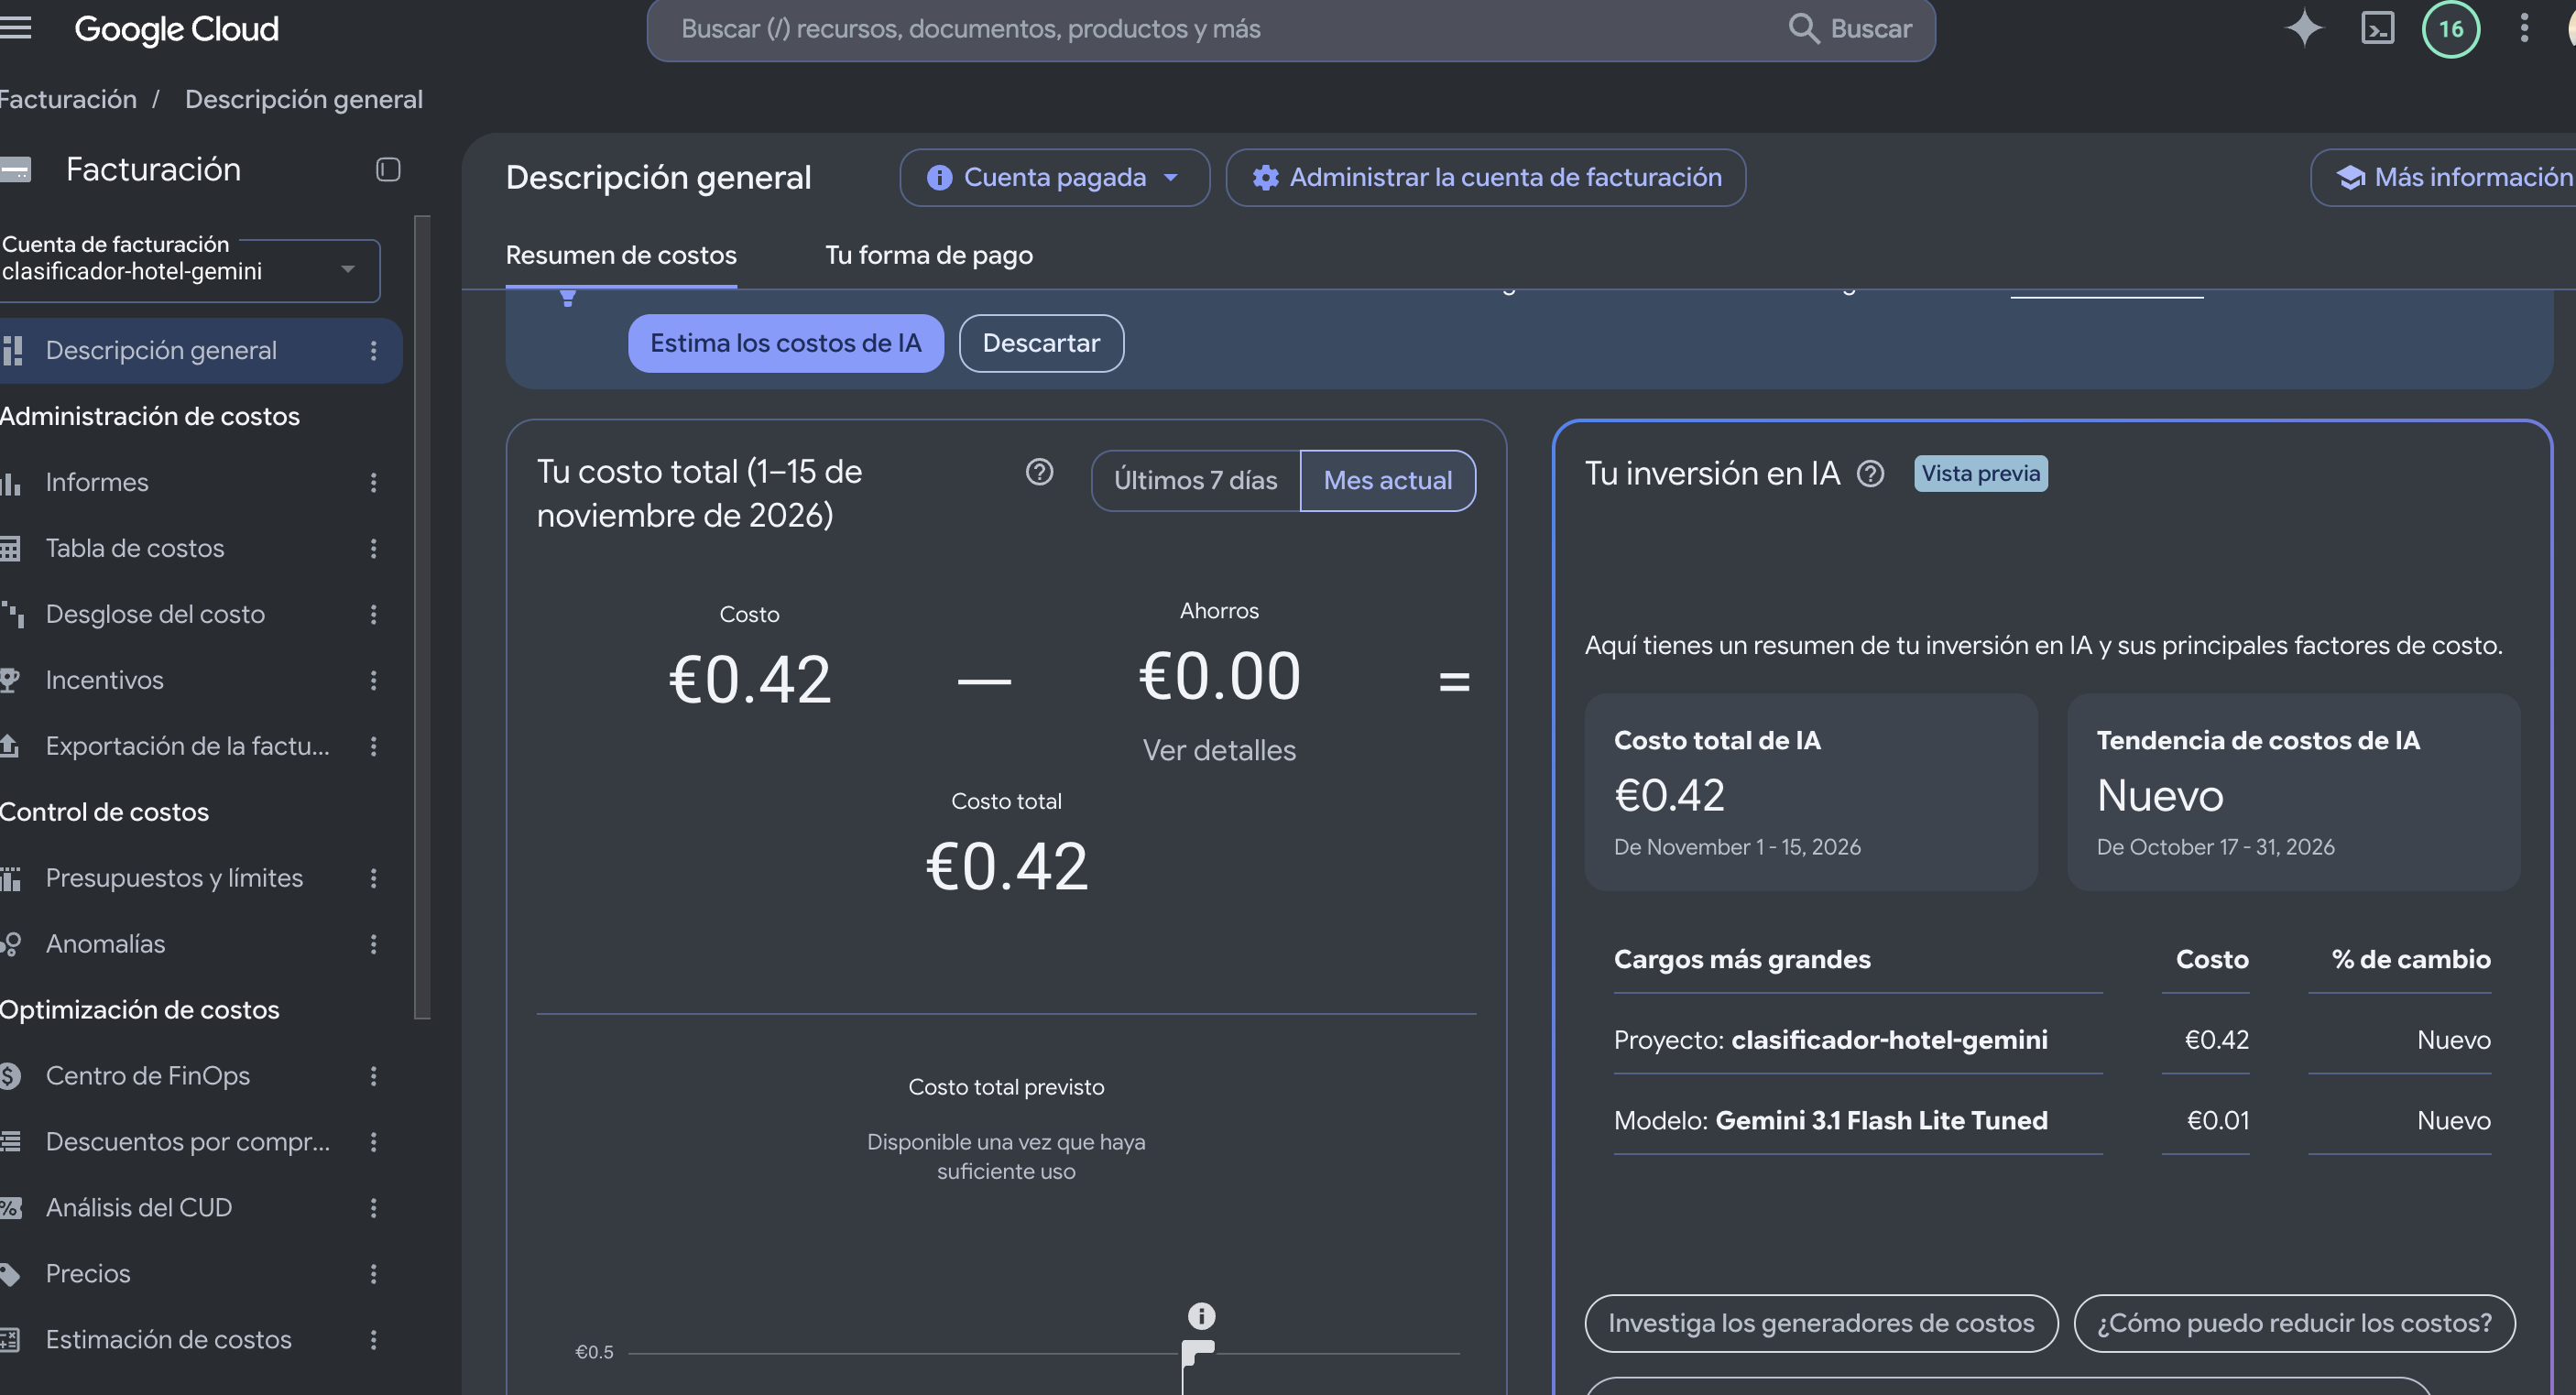 Google Cloud
Buscar (/) recursos, documentos, productos y más
Buscar
16
Facturación / Descripción general
Facturación
Cuenta de facturación
clasificador-hotel-gemini
Descripción general
Administración de costos
Informes
Tabla de costos
Desglose del costo
Incentivos
Exportación de la factu...
Control de costos
Presupuestos y límites
Anomalías
Optimización de costos
Centro de FinOps
Descuentos por compr...
Análisis del CUD
Precios
Estimación de costos
Descripción general
Cuenta pagada
Administrar la cuenta de facturación
Más información
Resumen de costos
Tu forma de pago
Estima los costos de IA
Descartar
Tu costo total (1–15 de
noviembre de 2026)
Últimos 7 días
Mes actual
Costo
€0.42
—
Ahorros
€0.00
=
Ver detalles
Costo total
€0.42
Costo total previsto
Disponible una vez que haya
suficiente uso
€0.5
Tu inversión en IA
Vista previa
Aquí tienes un resumen de tu inversión en IA y sus principales factores de costo.
Costo total de IA
€0.42
De November 1 - 15, 2026
Tendencia de costos de IA
Nuevo
De October 17 - 31, 2026
Cargos más grandes Costo % de cambio
Proyecto: clasificador-hotel-gemini €0.42 Nuevo
Modelo: Gemini 3.1 Flash Lite Tuned €0.01 Nuevo
Investiga los generadores de costos
¿Cómo puedo reducir los costos?